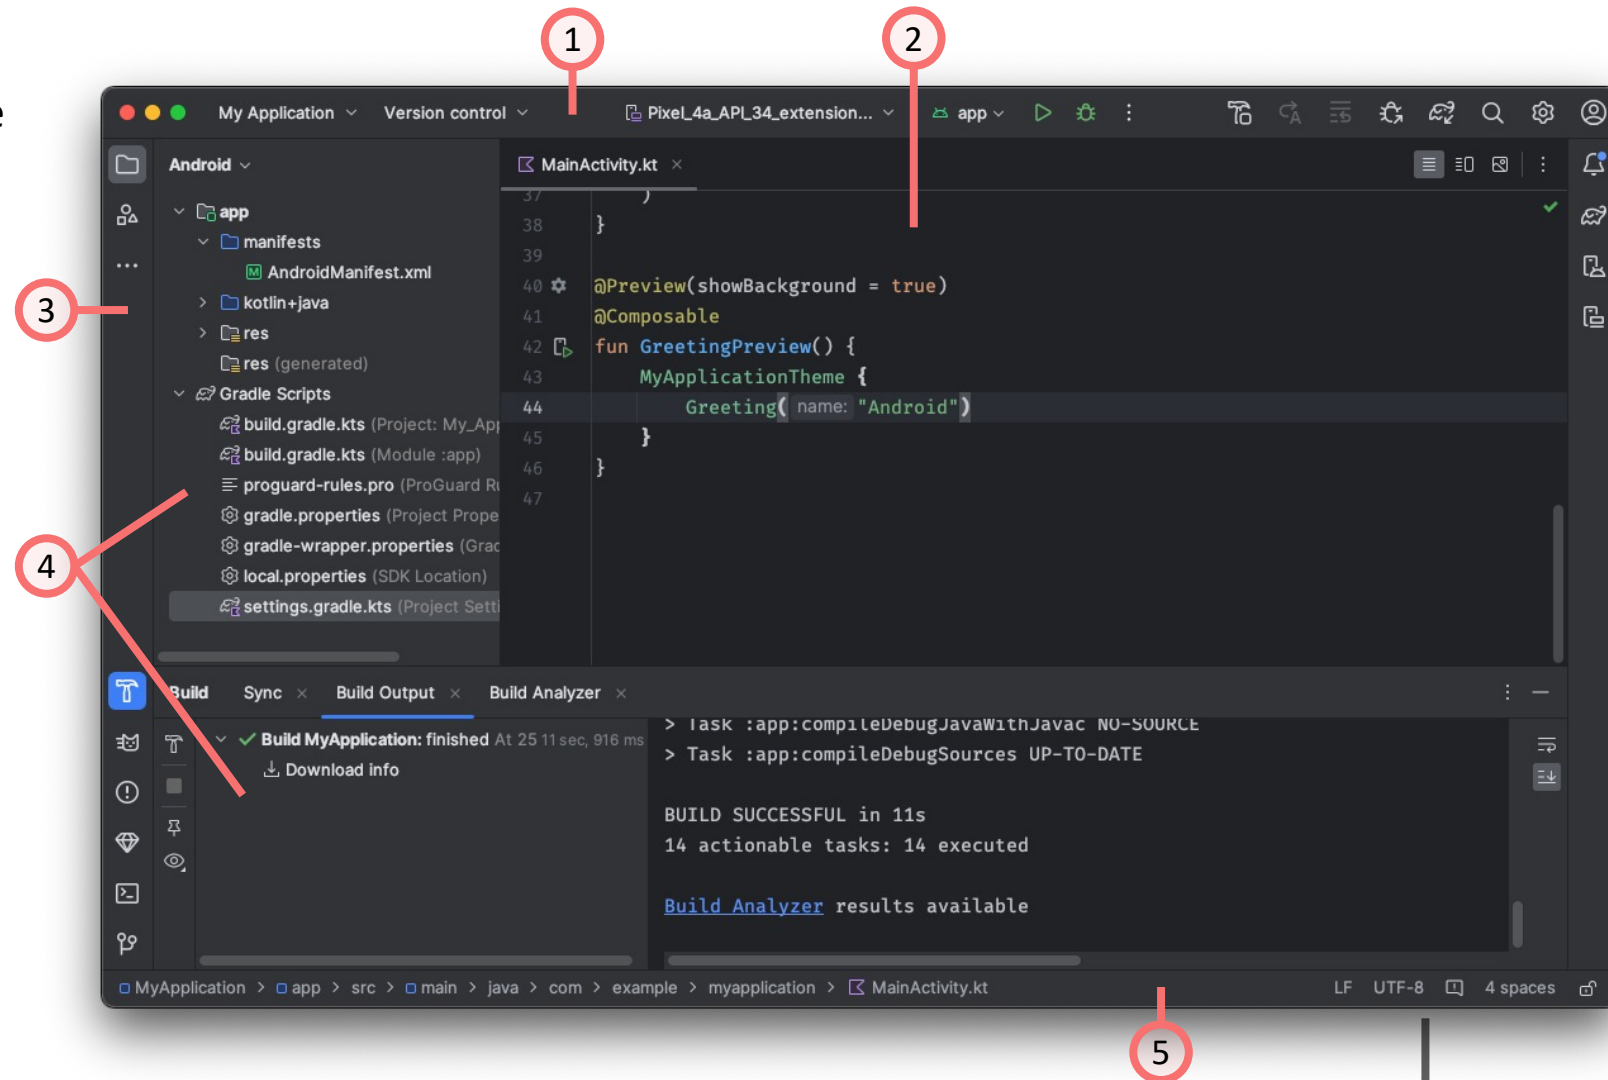 1
2
e
My Application
Version control
Pixel_4a_API_34_extension...
app
Android
MainActivity.kt
app
manifests
AndroidManifest.xml
kotlin+java
res
res (generated)
Gradle Scripts
build.gradle.kts (Project: My_Ap
build.gradle.kts (Module :app)
proguard-rules.pro (ProGuard Ru
gradle.properties (Project Prope
gradle-wrapper.properties (Grad
local.properties (SDK Location)
settings.gradle.kts (Project Setti
3
4
37 )
38 }
39
40 @Preview(showBackground = true)
41 @Composable
42 fun GreetingPreview() {
43 MyApplicationTheme {
44 Greeting( name: "Android")
45 }
46 }
47
Build
Sync
Build Output
Build Analyzer
Build MyApplication: finished At 25 11 sec, 916 ms
Download info
> Task :app:compileDebugJavaWithJavac NO-SOURCE
> Task :app:compileDebugSources UP-TO-DATE
BUILD SUCCESSFUL in 11s
14 actionable tasks: 14 executed
Build Analyzer results available
MyApplication > app > src > main > java > com > example > myapplication > MainActivity.kt
LF UTF-8 4 spaces
5